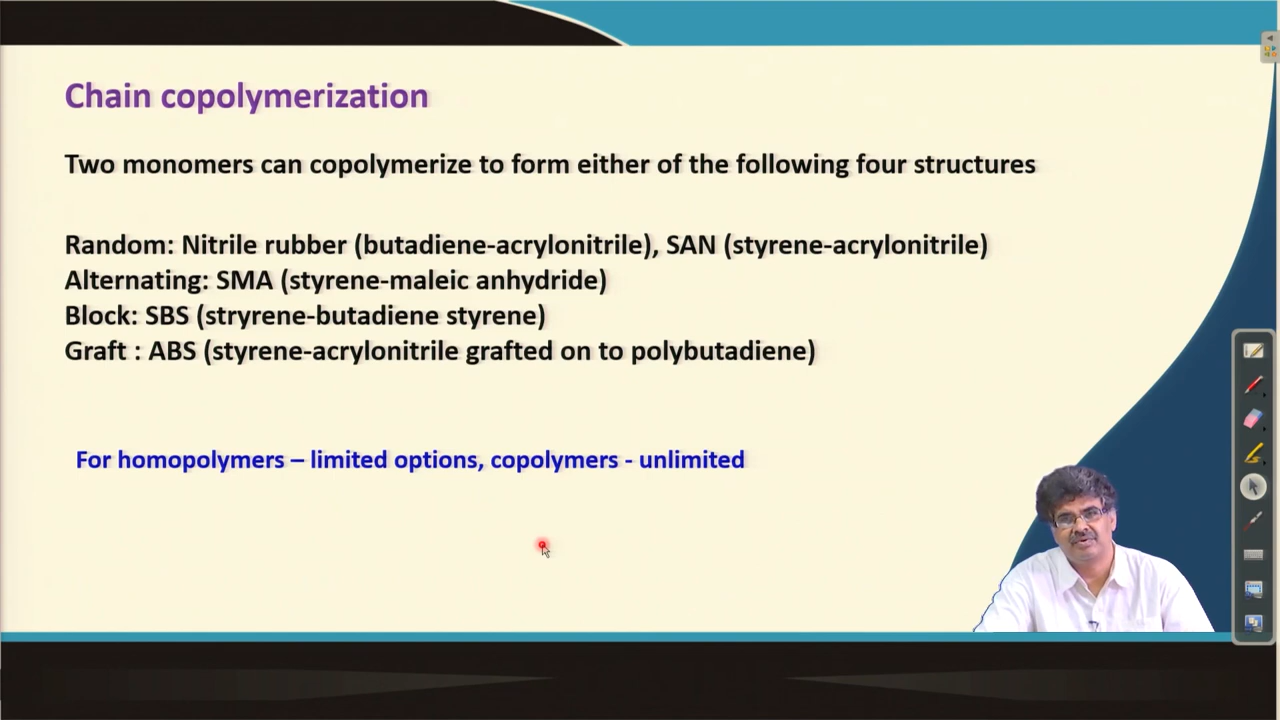 Chain copolymerization
Two monomers can copolymerize to form either of the following four structures
Random: Nitrile rubber (butadiene-acrylonitrile), SAN (styrene-acrylonitrile)
Alternating: SMA (styrene-maleic anhydride)
Block: SBS (stryrene-butadiene styrene)
Graft : ABS (styrene-acrylonitrile grafted on to polybutadiene)
For homopolymers – limited options, copolymers - unlimited